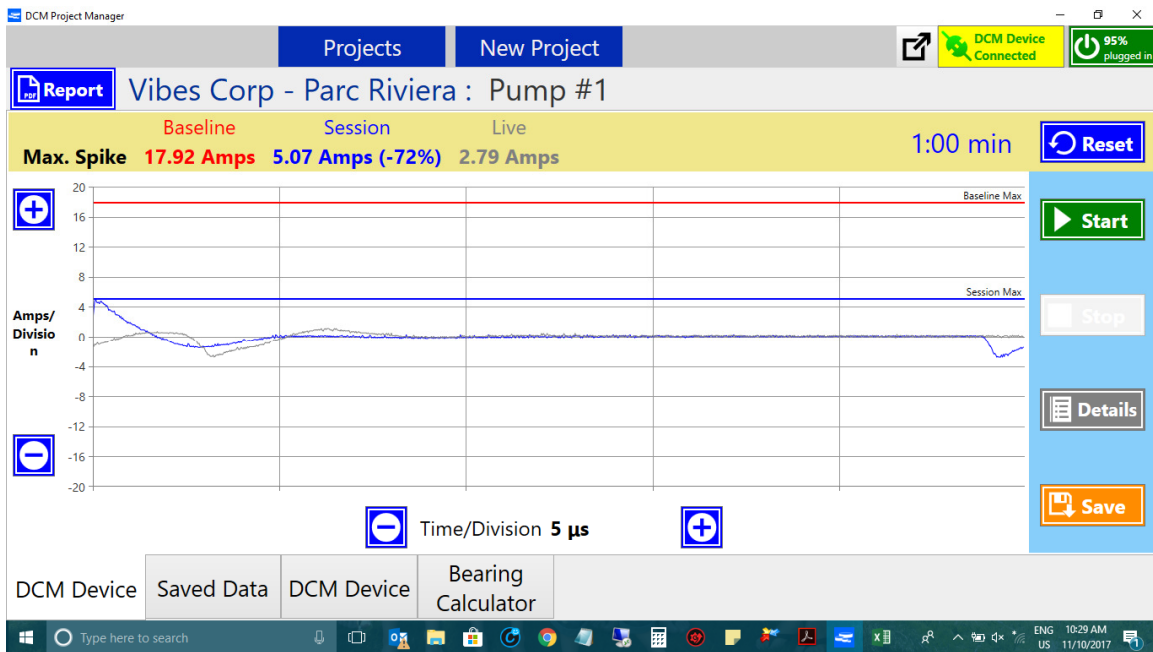 DCM Project Manager
Projects New Project
DCM Device
Connected
95%
plugged in
PDF Report Vibes Corp - Parc Riviera : Pump #1
Baseline Session Live
Max. Spike 17.92 Amps 5.07 Amps (-72%) 2.79 Amps
1:00 min
Reset
20
Baseline Max
16
12
8
Session Max
4
0
-4
-8
-12
-16
-20
Amps/
Divisio
n
Start
Stop
Details
Save
Time/Division 5 µs
DCM Device Saved Data DCM Device Bearing
Calculator
Type here to search
ENG 10:29 AM
US 11/10/2017